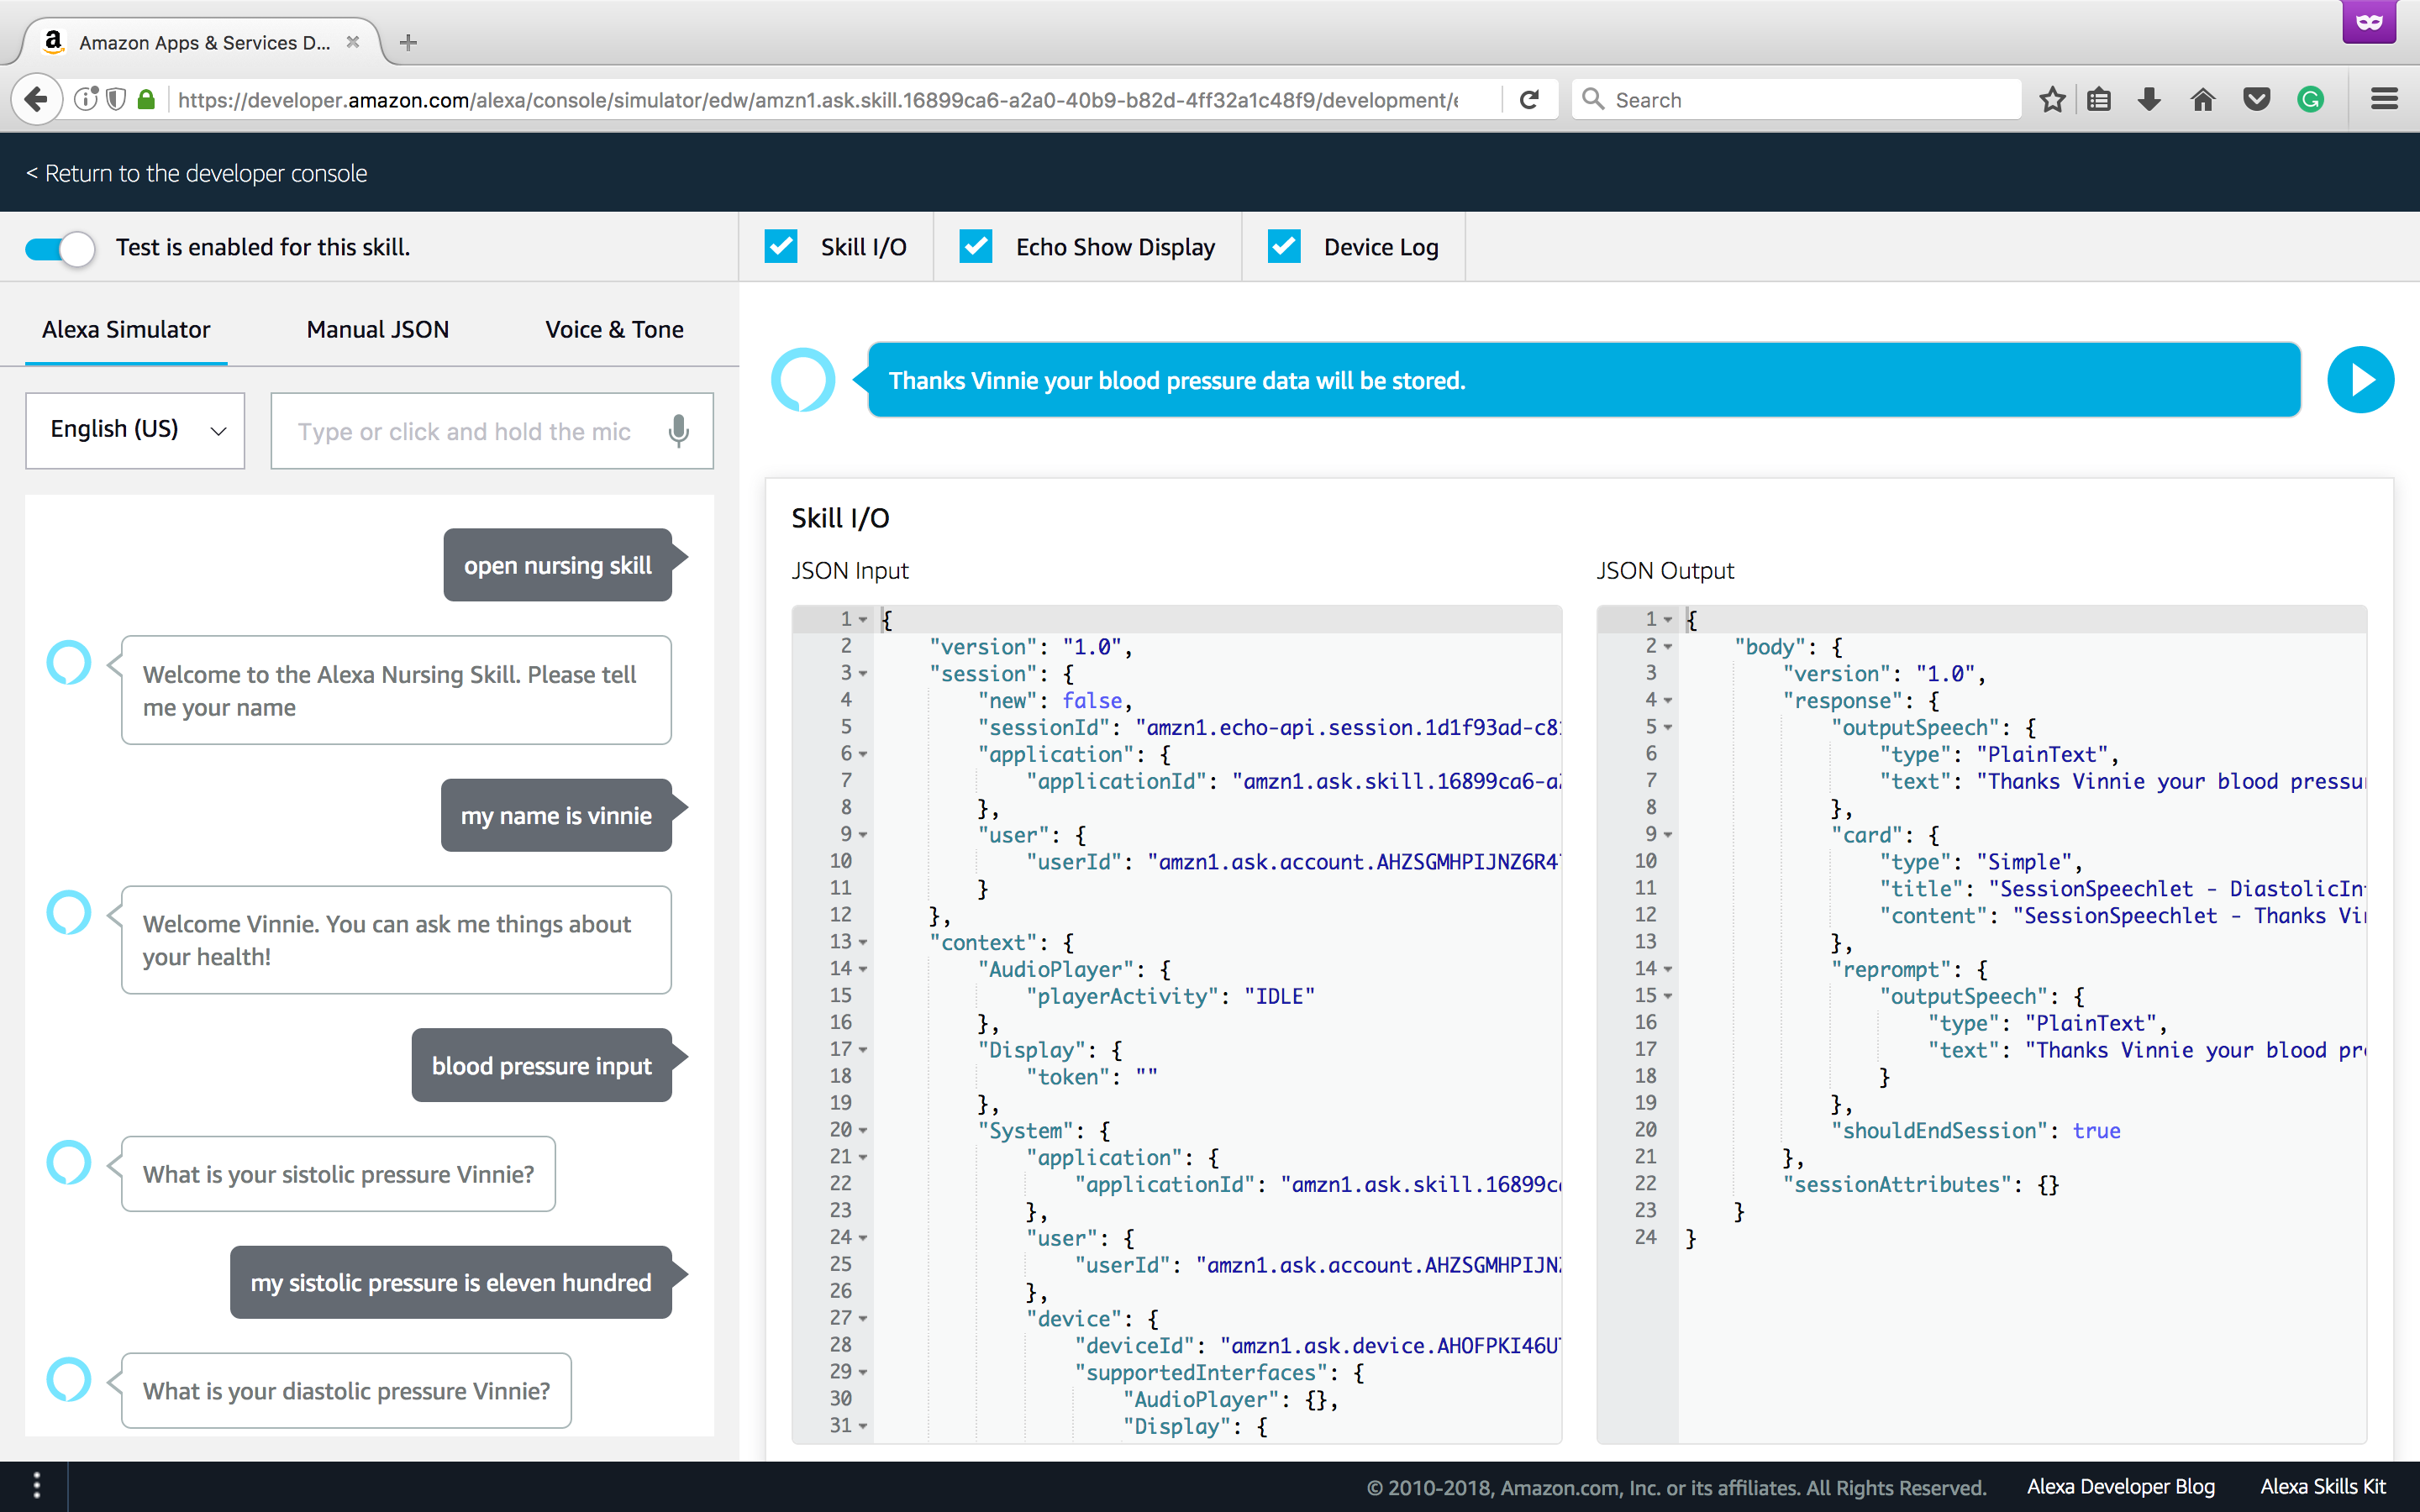 Amazon Apps & Services D...
https://developer.amazon.com/alexa/console/simulator/edw/amzn1.ask.skill.16899ca6-a2a0-40b9-b82d-4ff32a1c48f9/development/e
Search
< Return to the developer console
Test is enabled for this skill.
Skill I/O
Echo Show Display
Device Log
Alexa Simulator
Manual JSON
Voice & Tone
English (US)
Type or click and hold the mic
open nursing skill
Welcome to the Alexa Nursing Skill. Please tell
me your name
my name is vinnie
Welcome Vinnie. You can ask me things about
your health!
blood pressure input
What is your sistolic pressure Vinnie?
my sistolic pressure is eleven hundred
What is your diastolic pressure Vinnie?
Thanks Vinnie your blood pressure data will be stored.
Skill I/O
JSON Input
1 {
2 "version": "1.0",
3 "session": {
4 "new": false,
5 "sessionId": "amzn1.echo-api.session.1d1f93ad-c8
6 "application": {
7 "applicationId": "amzn1.ask.skill.16899ca6-a
8 },
9 "user": {
10 "userId": "amzn1.ask.account.AHZSGMHPIJNZ6R4
11 }
12 },
13 "context": {
14 "AudioPlayer": {
15 "playerActivity": "IDLE"
16 },
17 "Display": {
18 "token": ""
19 },
20 "System": {
21 "application": {
22 "applicationId": "amzn1.ask.skill.16899c
23 },
24 "user": {
25 "userId": "amzn1.ask.account.AHZSGMHPIJN
26 },
27 "device": {
28 "deviceId": "amzn1.ask.device.AHOFPKI46U
29 "supportedInterfaces": {
30 "AudioPlayer": {},
31 "Display": {
JSON Output
1 {
2 "body": {
3 "version": "1.0",
4 "response": {
5 "outputSpeech": {
6 "type": "PlainText",
7 "text": "Thanks Vinnie your blood pressu
8 },
9 "card": {
10 "type": "Simple",
11 "title": "SessionSpeechlet - DiastolicIn
12 "content": "SessionSpeechlet - Thanks Vi
13 },
14 "reprompt": {
15 "outputSpeech": {
16 "type": "PlainText",
17 "text": "Thanks Vinnie your blood pr
18 }
19 },
20 "shouldEndSession": true
21 },
22 "sessionAttributes": {}
23 }
24 }
© 2010-2018, Amazon.com, Inc. or its affiliates. All Rights Reserved.
Alexa Developer Blog
Alexa Skills Kit